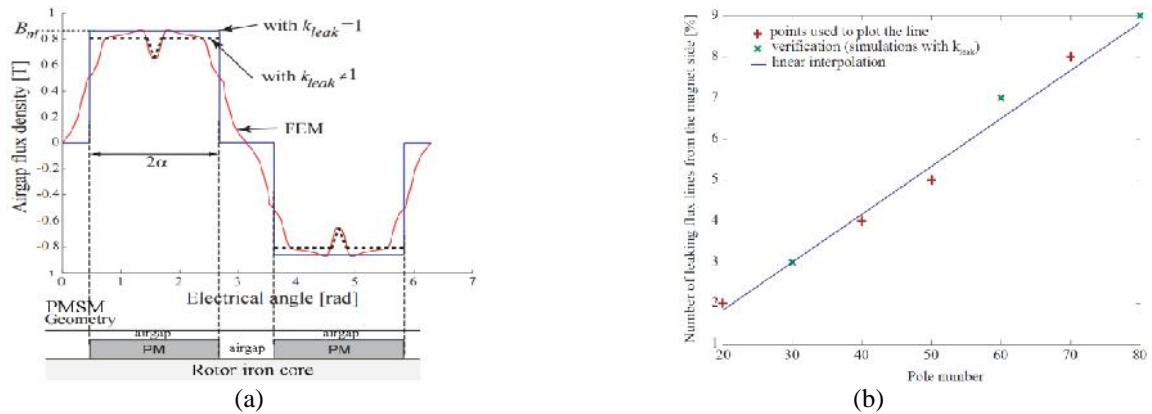 B_m
with k_leak=1
with k_leak≠1
FEM
2α
Airgap flux density [T]
1
0.8
0.6
0.4
0.2
0
-0.2
-0.4
-0.6
-0.8
1
0 1 2 3 4 5 6 7
Electrical angle [rad]
PMSM
Geometry
airgap
airgap
PM
airgap
PM
Rotor iron core
(a)
Number of leaking flux lines from the magnet side [%]
9
8
7
6
5
4
3
2
1
points used to plot the line
verification (simulations with k_leak)
linear interpolation
20 30 40 50 60 70 80
Pole number
(b)